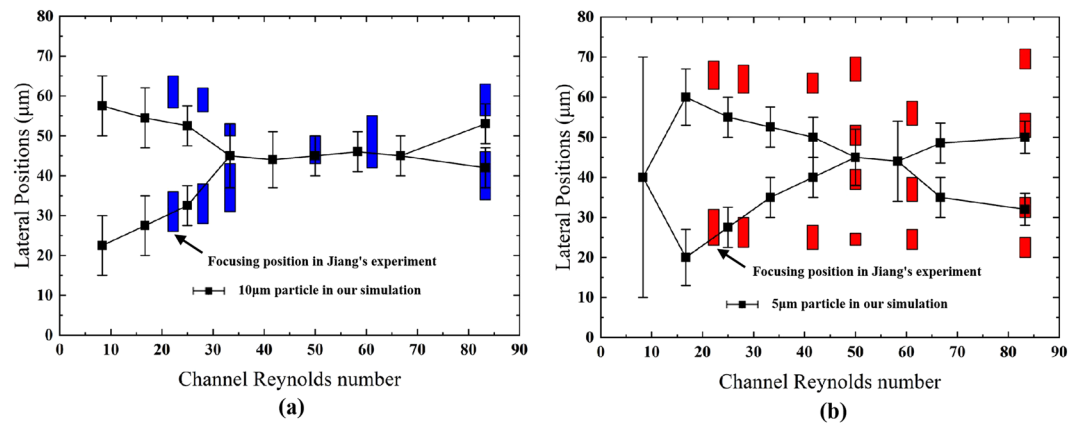 80
70
60
50
40
30
20
10
0
Lateral Positions (μm)
Focusing position in Jiang's experiment
10μm particle in our simulation
0 10 20 30 40 50 60 70 80 90
Channel Reynolds number
(a)
80
70
60
50
40
30
20
10
0
Lateral Positions (μm)
Focusing position in Jiang's experiment
5μm particle in our simulation
0 10 20 30 40 50 60 70 80 90
Channel Reynolds number
(b)